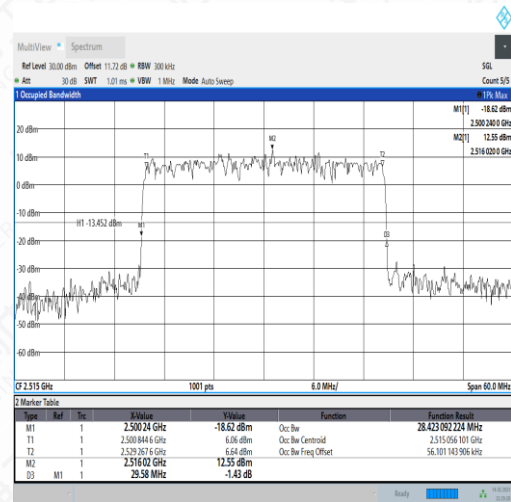 MultiView Spectrum
Ref Level 30.00 dBm Offset 11.72 dB RBW 300 kHz SGL
Att 30 dB SWT 1.01 ms VBW 1 MHz Mode Auto Sweep Count 5/5
1 Occupied Bandwidth 1Pk Max
M1[1] -18.62 dBm
2.500 240 0 GHz
M2[1] 12.55 dBm
2.516 020 0 GHz
20 dBm
M2
T1
T2
10 dBm
0 dBm
-10 dBm
H1 -13.452 dBm
M1
-20 dBm
D3
-30 dBm
-40 dBm
-50 dBm
-60 dBm
CF 2.515 GHz 1001 pts 6.0 MHz/ Span 60.0 MHz
2 Marker Table
Type Ref Trc X-Value Y-Value Function Function Result
M1 1 2.500 24 GHz -18.62 dBm Occ Bw 28.423 092 224 MHz
T1 1 2.500 844 6 GHz 6.06 dBm Occ Bw Centroid 2.515 056 101 GHz
T2 1 2.529 267 6 GHz 6.64 dBm Occ Bw Freq Offset 56.101 143 906 kHz
M2 1 2.516 02 GHz 12.55 dBm
D3 M1 1 29.58 MHz -1.43 dB
Ready